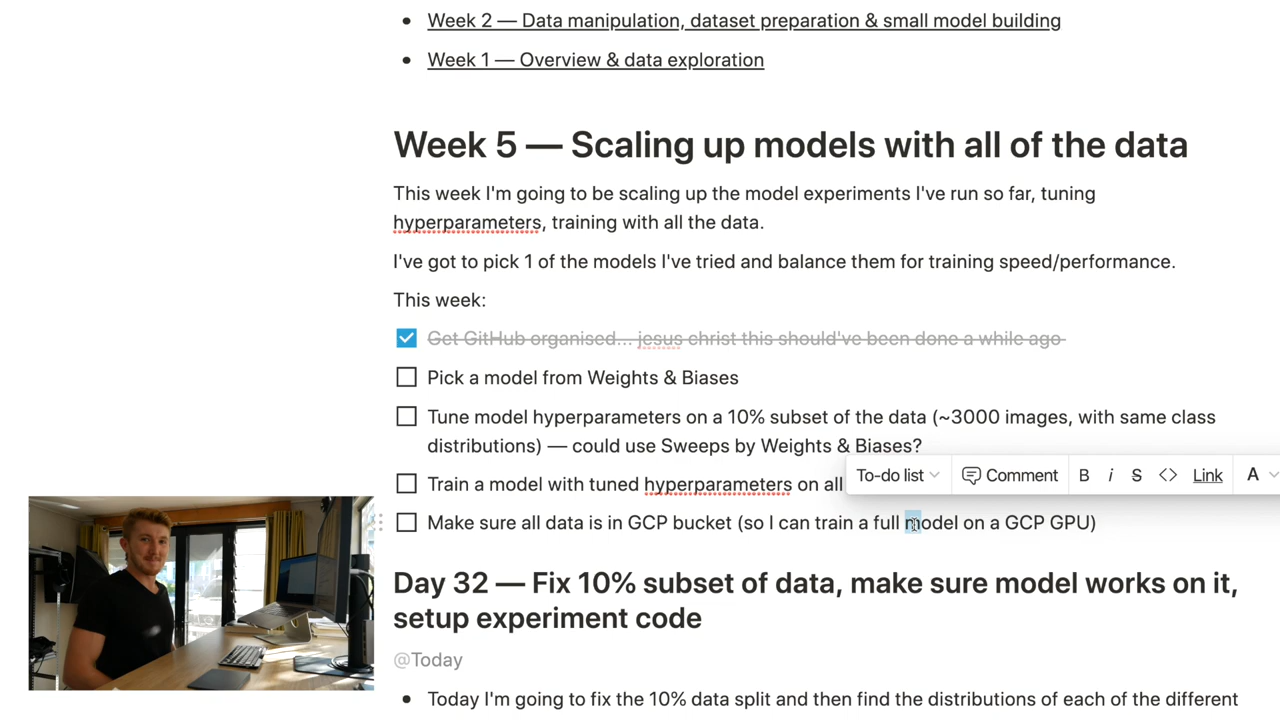 Week 2 — Data manipulation, dataset preparation & small model building
Week 1 — Overview & data exploration
Week 5 — Scaling up models with all of the data
This week I'm going to be scaling up the model experiments I've run so far, tuning
hyperparameters, training with all the data.
I've got to pick 1 of the models I've tried and balance them for training speed/performance.
This week:
Get GitHub organised... jesus christ this should've been done a while ago
Pick a model from Weights & Biases
Tune model hyperparameters on a 10% subset of the data (~3000 images, with same class
distributions) — could use Sweeps by Weights & Biases?
To-do list Comment B i S <> Link A
Train a model with tuned hyperparameters on all
Make sure all data is in GCP bucket (so I can train a full model on a GCP GPU)
Day 32 — Fix 10% subset of data, make sure model works on it,
setup experiment code
@Today
Today I'm going to fix the 10% data split and then find the distributions of each of the different